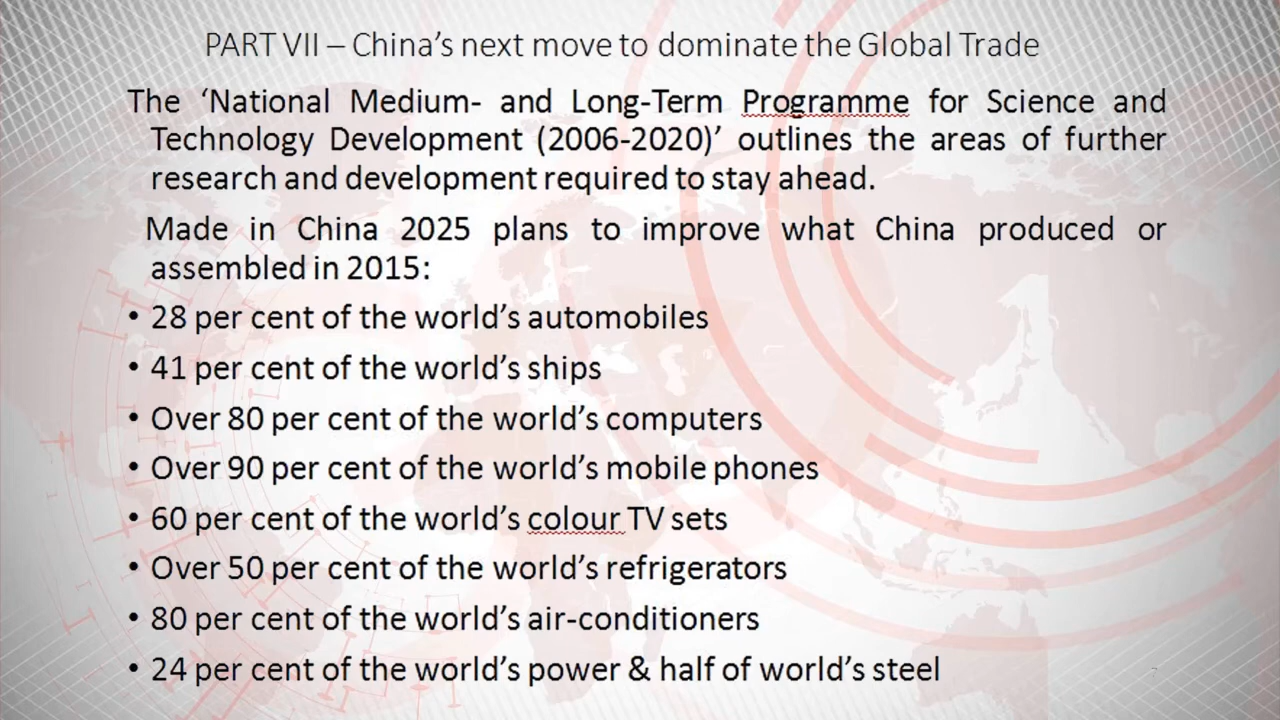 PART VII – China’s next move to dominate the Global Trade
The ‘National Medium- and Long-Term Programme for Science and
Technology Development (2006-2020)’ outlines the areas of further
research and development required to stay ahead.
Made in China 2025 plans to improve what China produced or
assembled in 2015:
• 28 per cent of the world’s automobiles
• 41 per cent of the world’s ships
• Over 80 per cent of the world’s computers
• Over 90 per cent of the world’s mobile phones
• 60 per cent of the world’s colour TV sets
• Over 50 per cent of the world’s refrigerators
• 80 per cent of the world’s air-conditioners
• 24 per cent of the world’s power & half of world’s steel